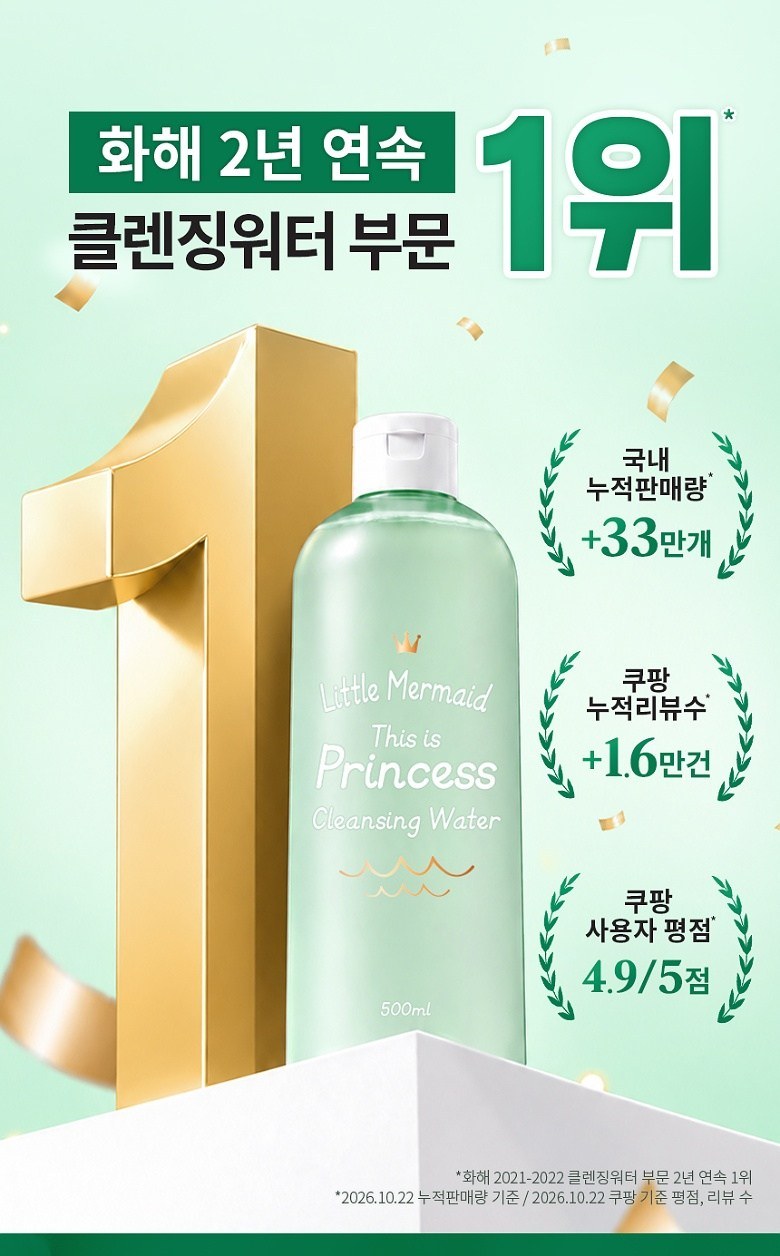 화해 2년 연속
클렌징워터 부문
1위*
국내
누적판매량*
+33만개
쿠팡
누적리뷰수*
+1.6만건
쿠팡
사용자 평점*
4.9/5점
Little Mermaid
This is
Princess
Cleansing Water
500ml
*화해 2021-2022 클렌징워터 부문 2년 연속 1위
*2026.10.22 누적판매량 기준 / 2026.10.22 쿠팡 기준 평점, 리뷰 수